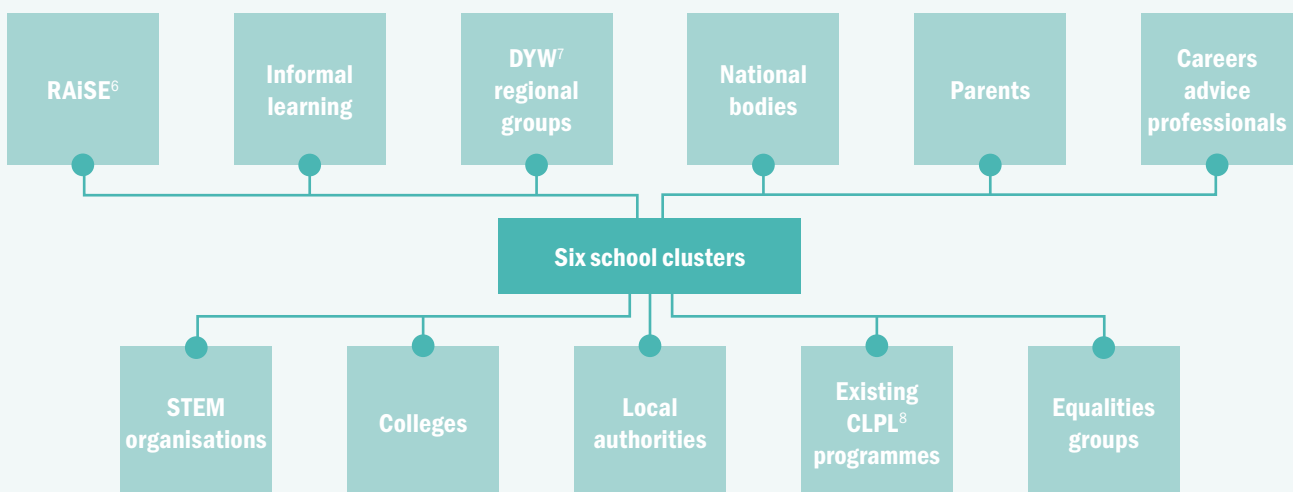 RAiSE⁶
Informal
learning
DYW⁷
regional
groups
National
bodies
Parents
Careers
advice
professionals
Six school clusters
STEM
organisations
Colleges
Local
authorities
Existing
CLPL⁸
programmes
Equalities
groups